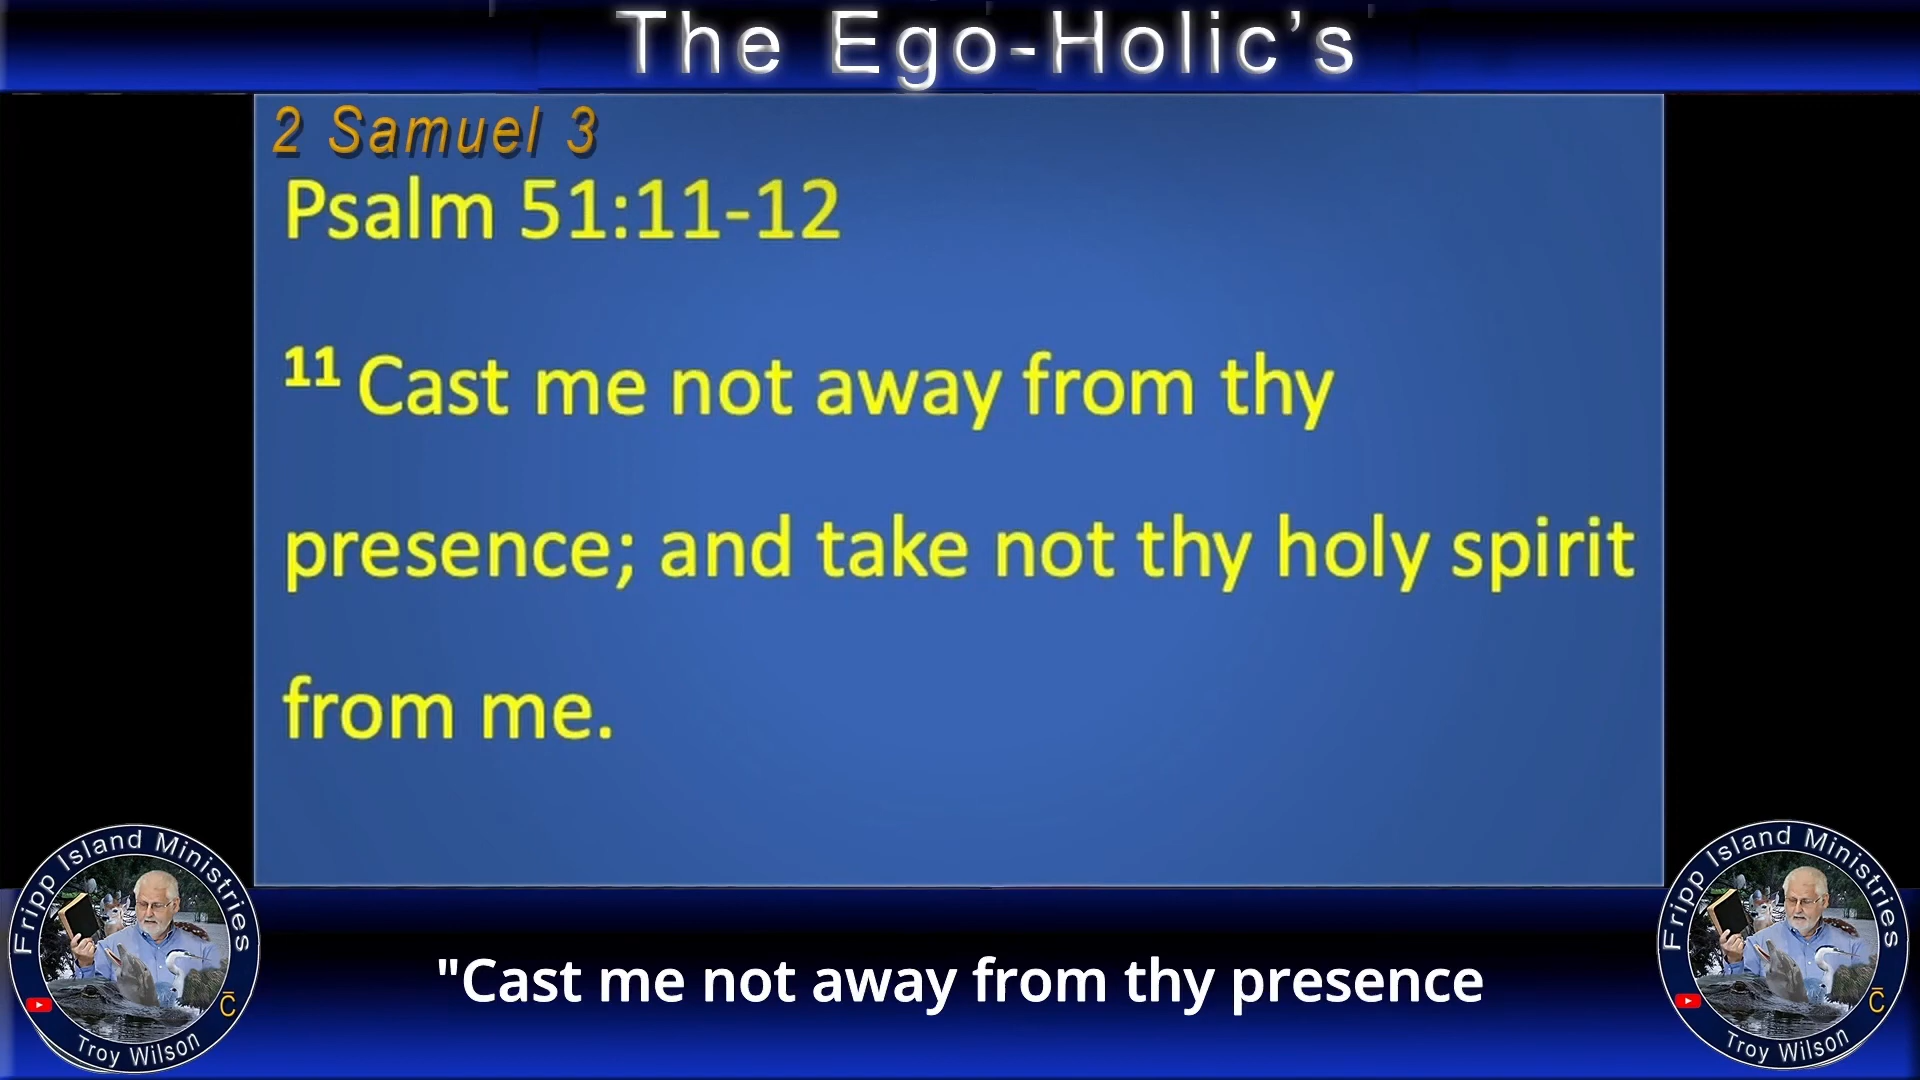 The Ego-Holic’s
2 Samuel 3
Psalm 51:11-12
11 Cast me not away from thy
presence; and take not thy holy spirit
from me.
Fripp Island Ministries
C̅
Troy Wilson
"Cast me not away from thy presence
Fripp Island Ministries
C̅
Troy Wilson